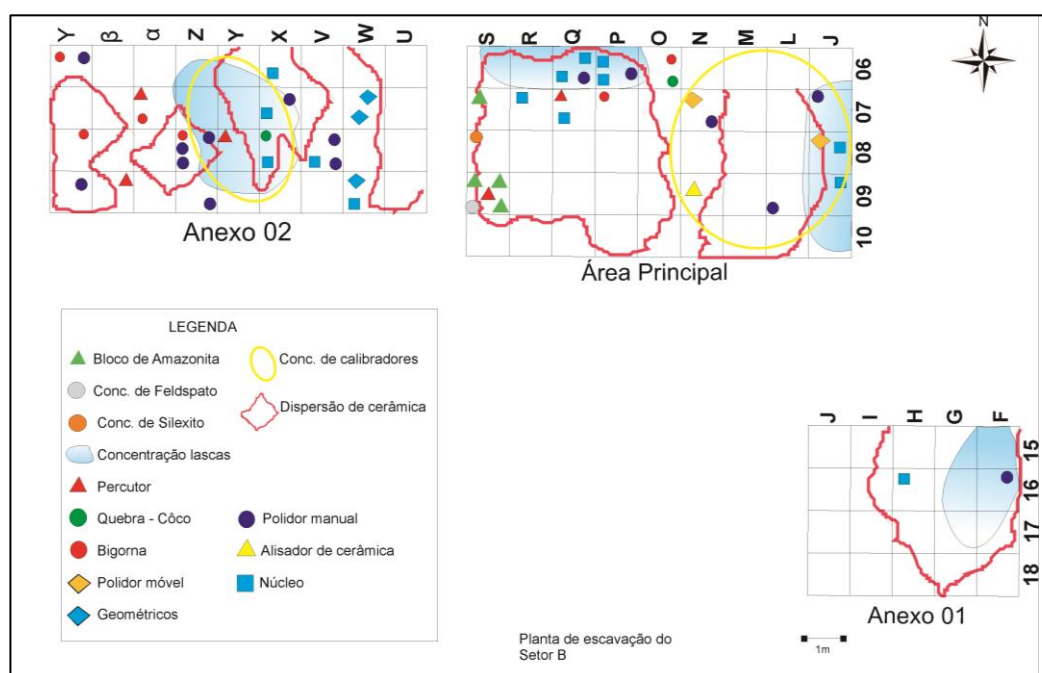 Y β α Z Y X V W U
S R Q P O N M L J
N
06
07
08
09
10
Anexo 02
Área Principal
LEGENDA
Bloco de Amazonita
Conc. de calibradores
Conc. de Feldspato
Dispersão de cerâmica
Conc. de Silexito
Concentração lascas
Percutor
Quebra - Côco
Polidor manual
Bigorna
Alisador de cerâmica
Polidor móvel
Núcleo
Geométricos
J I H G F
15
16
17
18
Anexo 01
Planta de escavação do
Setor B
1m